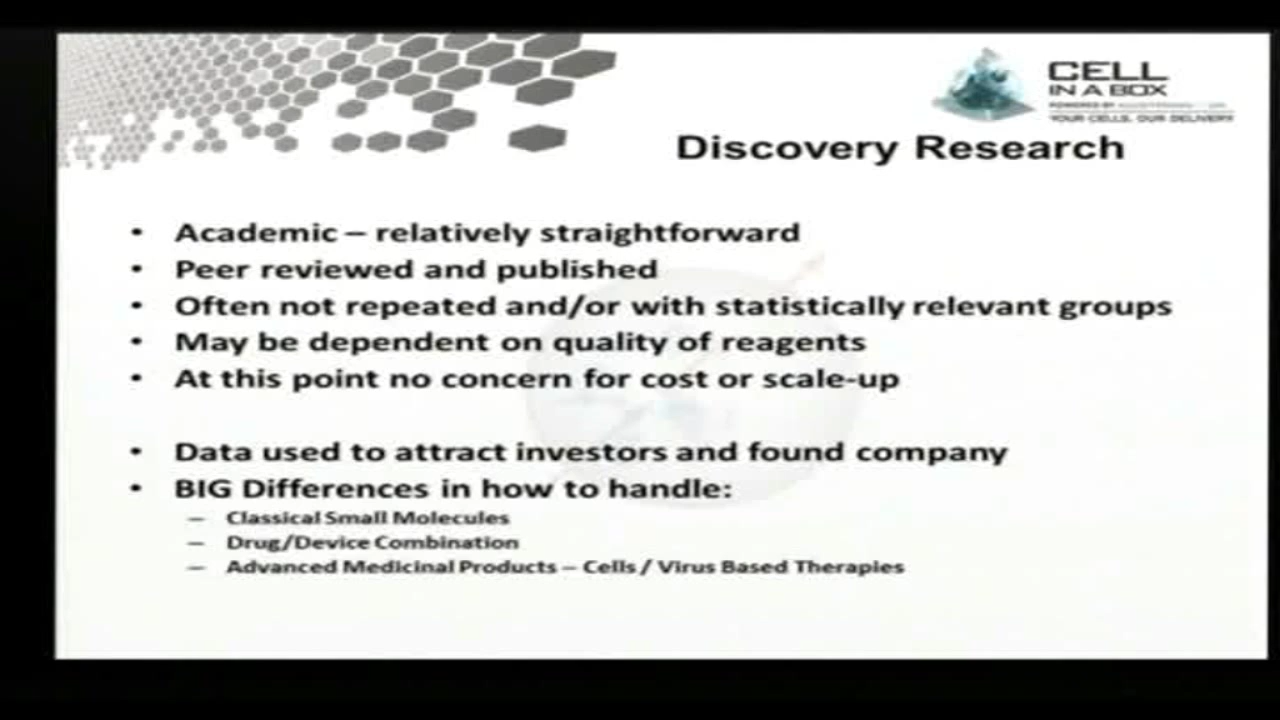 CELL
IN A BOX
POWERED BY
YOUR CELLS. OUR DELIVERY
Discovery Research
• Academic – relatively straightforward
• Peer reviewed and published
• Often not repeated and/or with statistically relevant groups
• May be dependent on quality of reagents
• At this point no concern for cost or scale-up
• Data used to attract investors and found company
• BIG Differences in how to handle:
– Classical Small Molecules
– Drug/Device Combination
– Advanced Medicinal Products – Cells / Virus Based Therapies